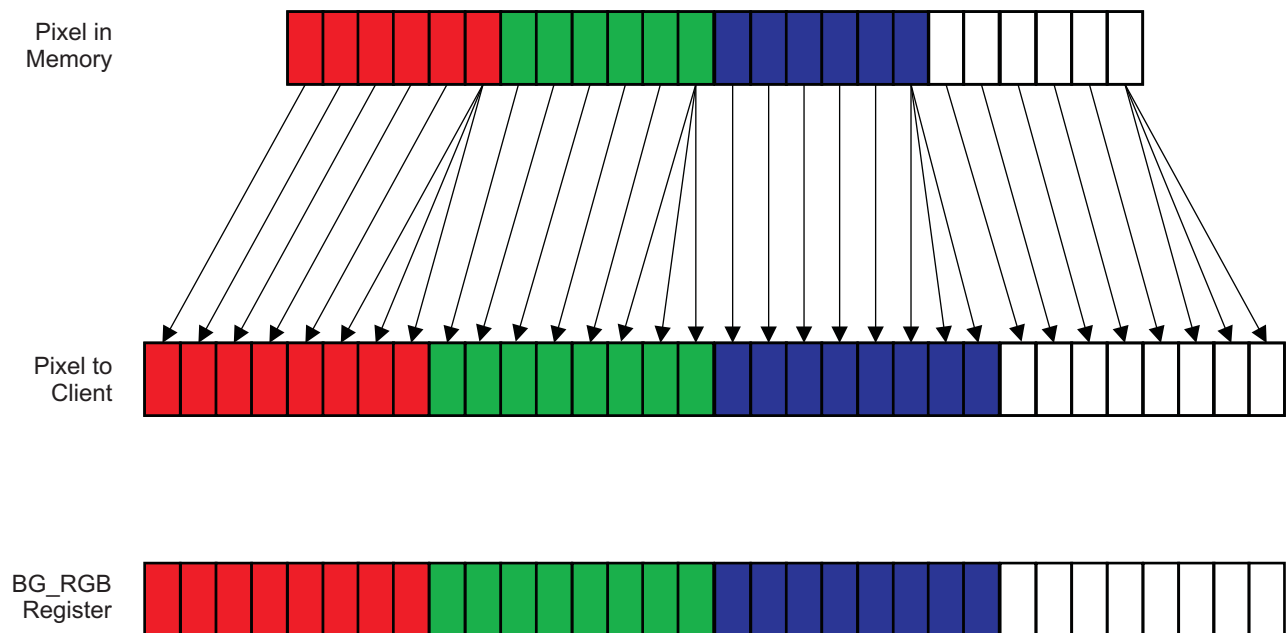 Pixel in
Memory
Pixel to
Client
BG_RGB
Register